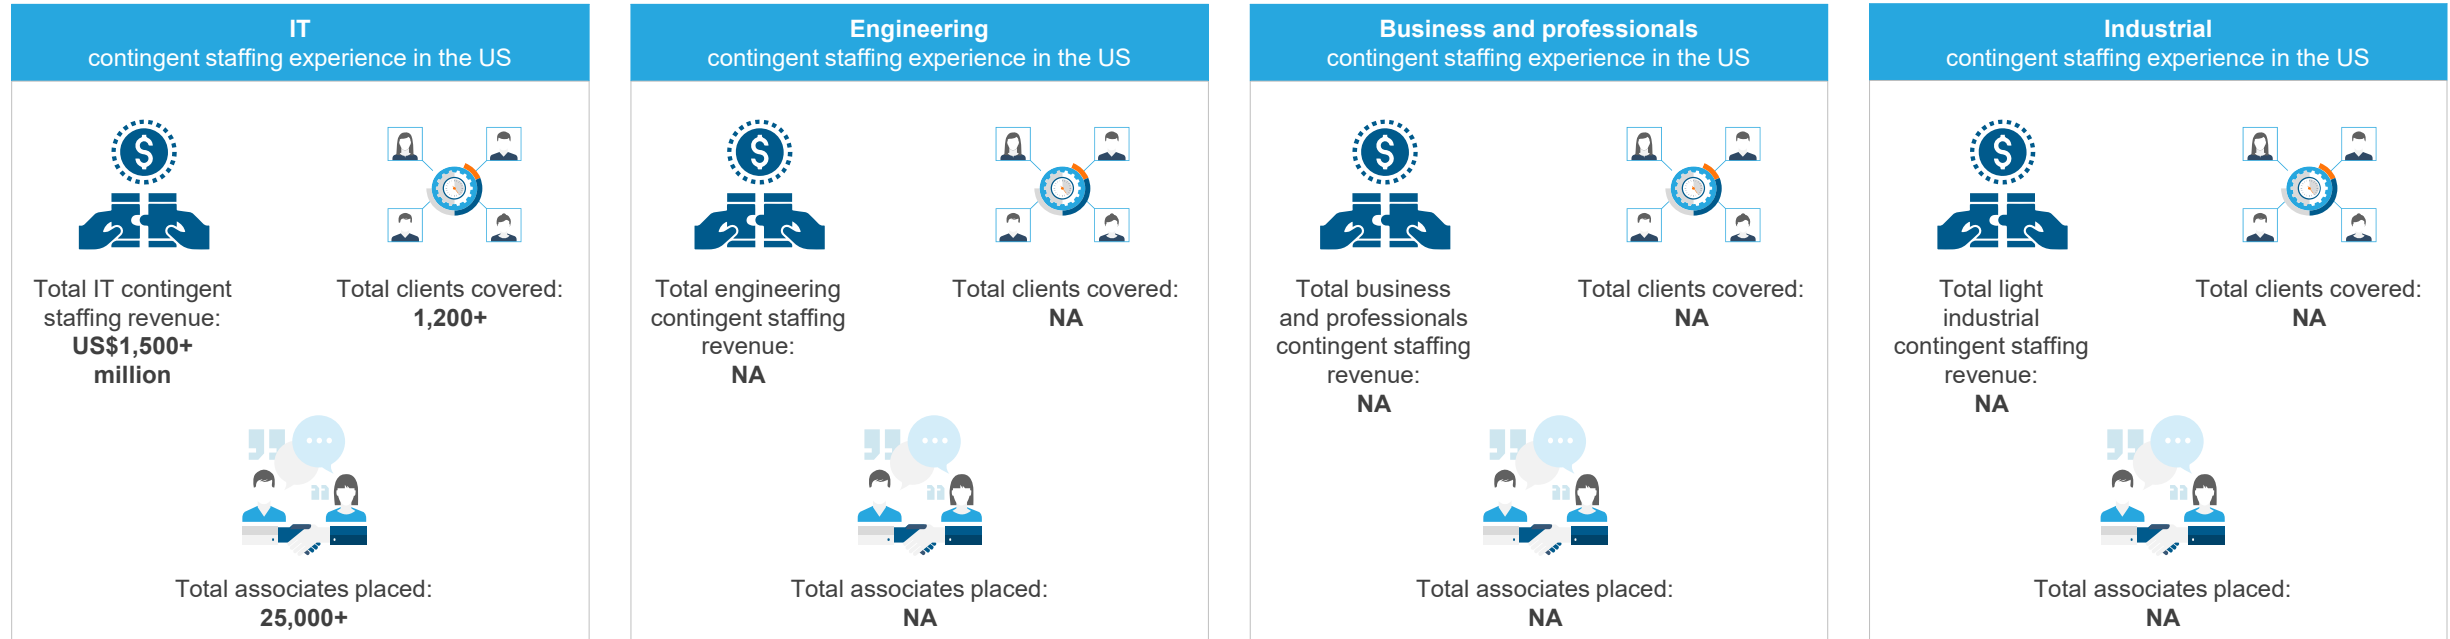 IT
contingent staffing experience in the US
Total IT contingent
staffing revenue:
US$1,500+
million
Total clients covered:
1,200+
Total associates placed:
25,000+
Engineering
contingent staffing experience in the US
Total engineering
contingent staffing
revenue:
NA
Total clients covered:
NA
Total associates placed:
NA
Business and professionals
contingent staffing experience in the US
Total business
and professionals
contingent staffing
revenue:
NA
Total clients covered:
NA
Total associates placed:
NA
Industrial
contingent staffing experience in the US
Total light
industrial
contingent staffing
revenue:
NA
Total clients covered:
NA
Total associates placed:
NA